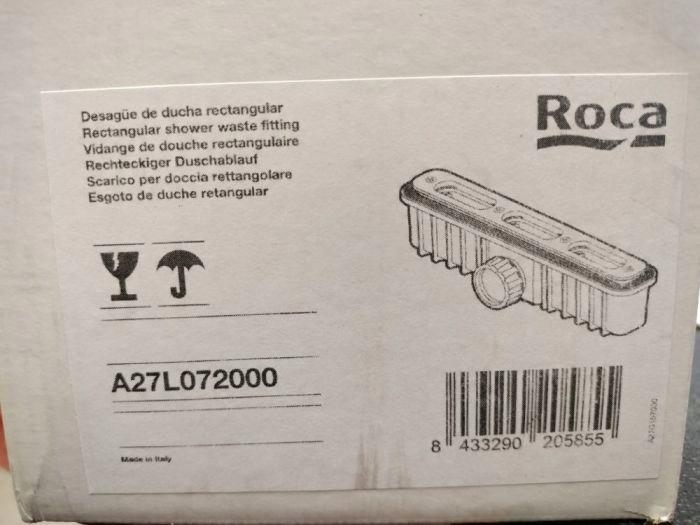 Desagüe de ducha rectangular
Rectangular shower waste fitting
Vidange de douche rectangulaire
Rechteckiger Duschablauf
Scarico per doccia rettangolare
Esgoto de duche retangular
Roca
A27L072000
Made in Italy
8 433290 205855